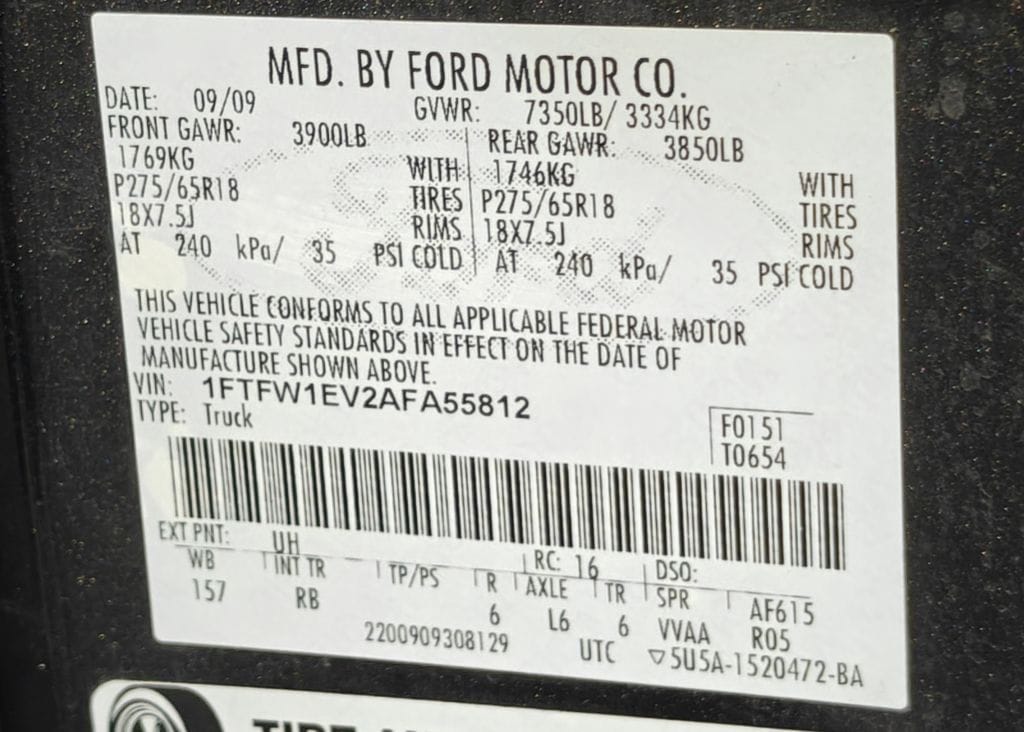 MFD. BY FORD MOTOR CO.
DATE: 09/09 GVWR: 7350LB/ 3334KG
FRONT GAWR: 3900LB REAR GAWR: 3850LB
1769KG WITH 1746KG WITH
P275/65R18 TIRES P275/65R18 TIRES
18X7.5J RIMS 18X7.5J RIMS
AT 240 kPa/ 35 PSI COLD AT 240 kPa/ 35 PSI COLD
THIS VEHICLE CONFORMS TO ALL APPLICABLE FEDERAL MOTOR
VEHICLE SAFETY STANDARDS IN EFFECT ON THE DATE OF
MANUFACTURE SHOWN ABOVE.
VIN: 1FTFW1EV2AFA55812
TYPE: Truck
F0151
T0654
EXT PNT: UH RC: 16 DSO:
WB INT TR TP/PS R AXLE TR SPR AF615
157 RB 6 L6 6 VVAA R05
2200909308129 UTC ▽5U5A-1520472-BA